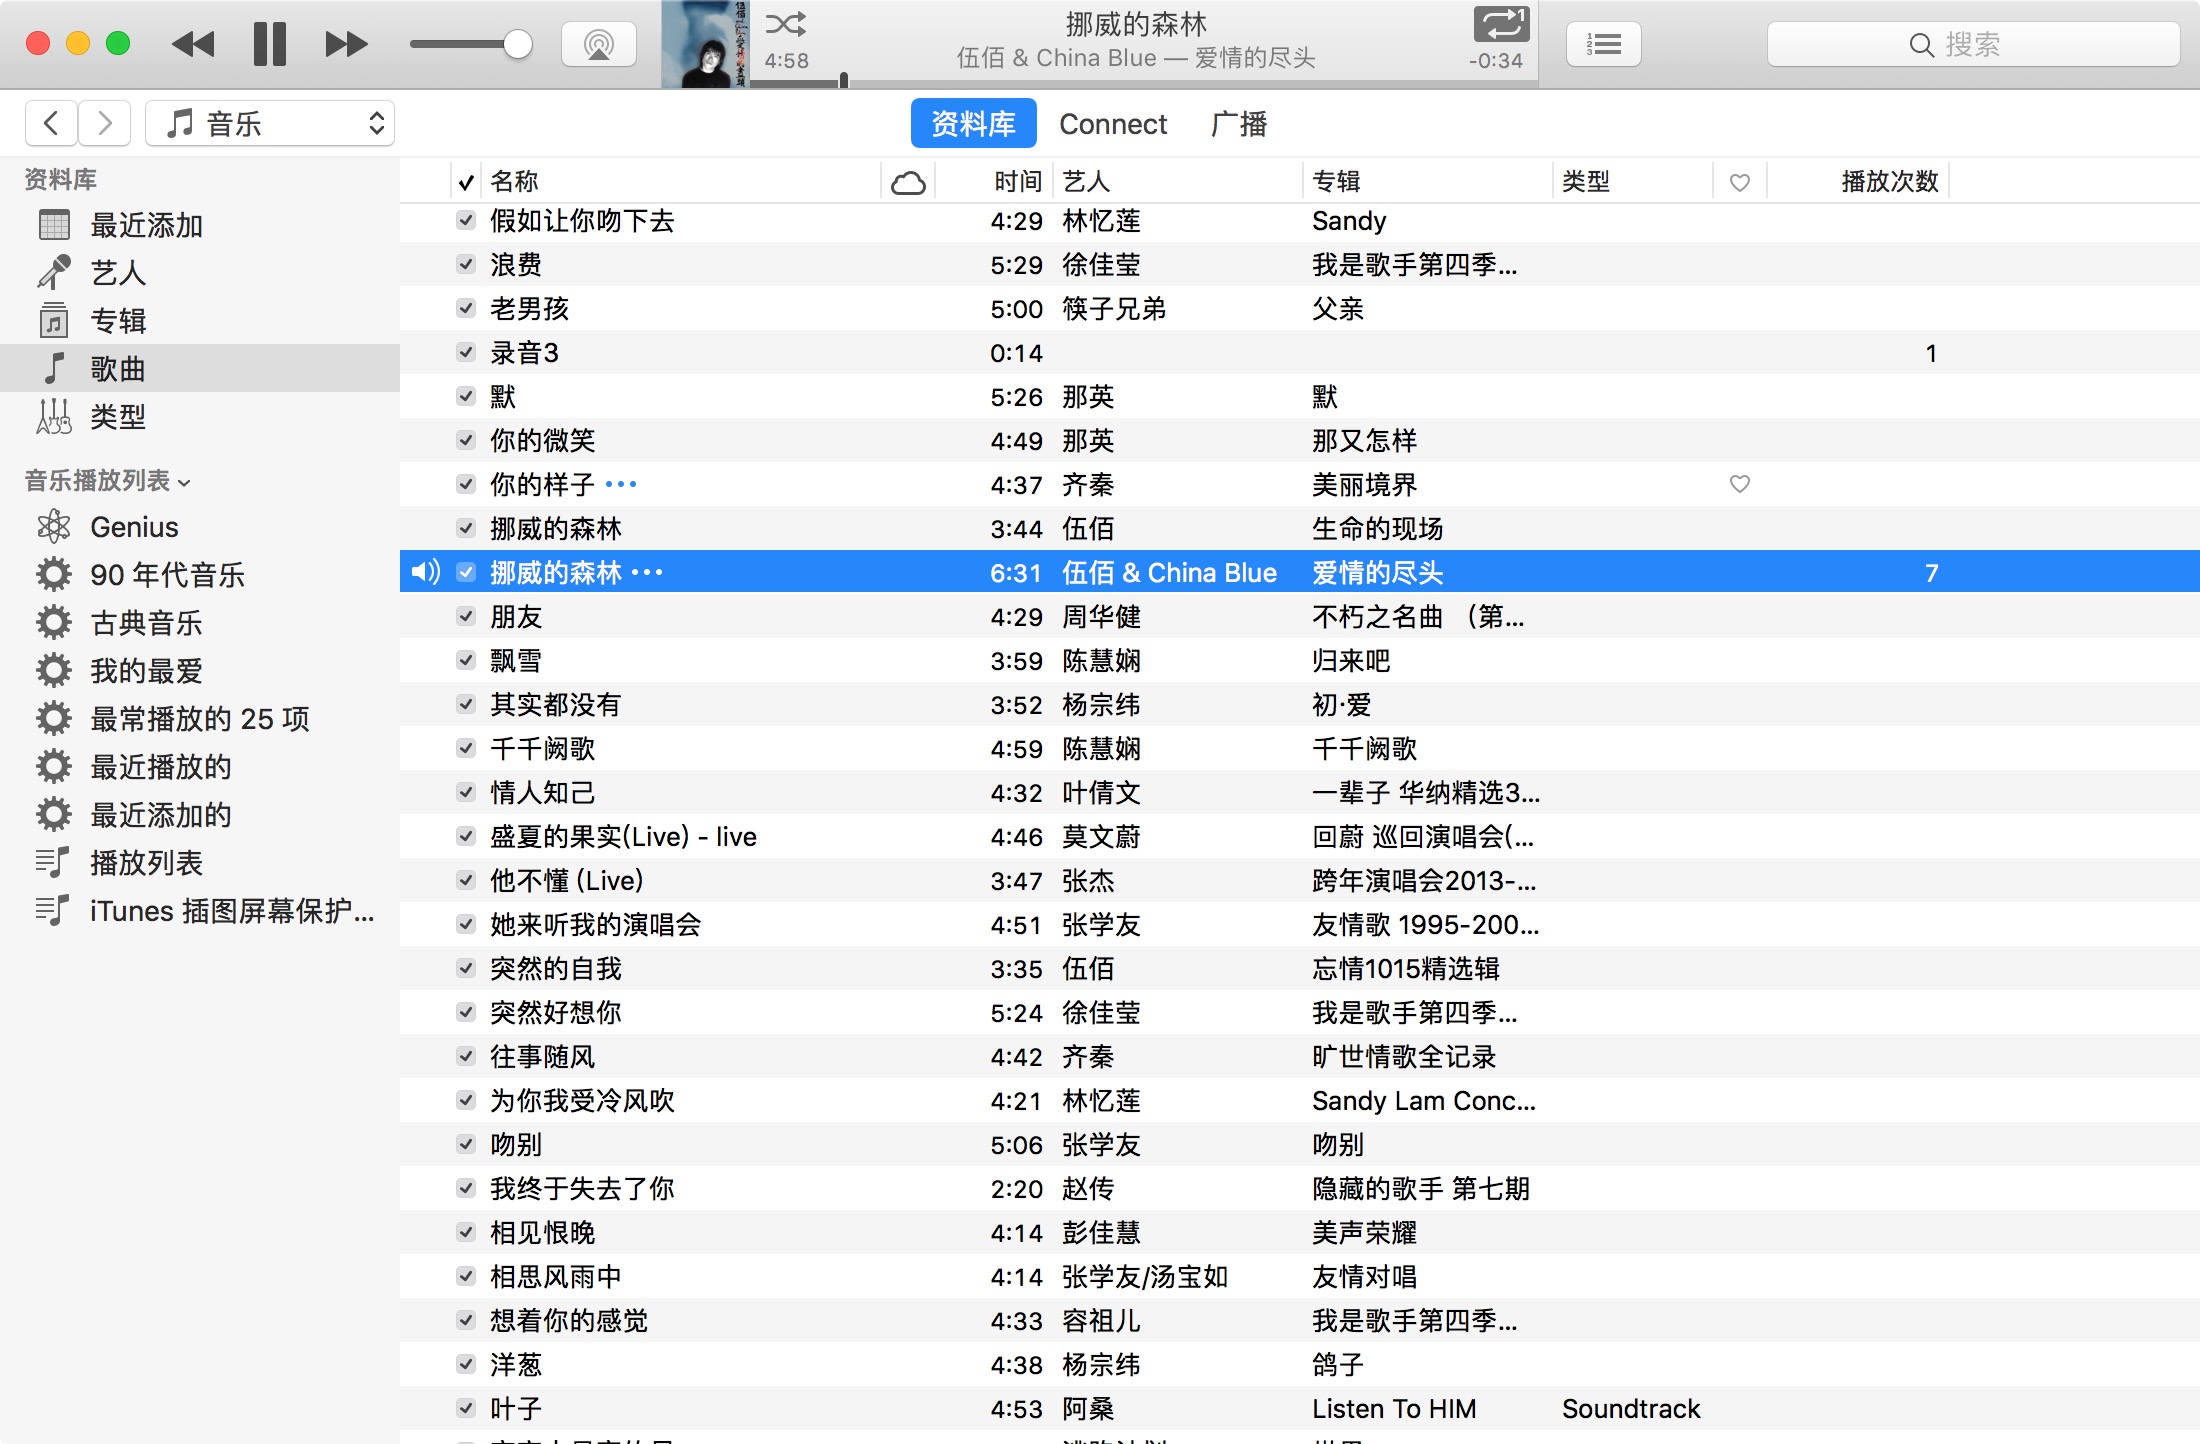 挪威的森林
4:58
伍佰 & China Blue — 爱情的尽头
-0:34
搜索
音乐
资料库 Connect 广播
资料库
最近添加
艺人
专辑
歌曲
类型
音乐播放列表
Genius
90 年代音乐
古典音乐
我的最爱
最常播放的 25 项
最近播放的
最近添加的
播放列表
iTunes 插图屏幕保护...
名称 时间 艺人 专辑 类型 播放次数
假如让你吻下去 4:29 林忆莲 Sandy
浪费 5:29 徐佳莹 我是歌手第四季...
老男孩 5:00 筷子兄弟 父亲
录音3 0:14 1
默 5:26 那英 默
你的微笑 4:49 那英 那又怎样
你的样子 ••• 4:37 齐秦 美丽境界
挪威的森林 3:44 伍佰 生命的现场
挪威的森林 ••• 6:31 伍佰 & China Blue 爱情的尽头 7
朋友 4:29 周华健 不朽之名曲 （第...
飘雪 3:59 陈慧娴 归来吧
其实都没有 3:52 杨宗纬 初·爱
千千阙歌 4:59 陈慧娴 千千阙歌
情人知己 4:32 叶倩文 一辈子 华纳精选3...
盛夏的果实(Live) - live 4:46 莫文蔚 回蔚 巡回演唱会(...
他不懂 (Live) 3:47 张杰 跨年演唱会2013-...
她来听我的演唱会 4:51 张学友 友情歌 1995-200...
突然的自我 3:35 伍佰 忘情1015精选辑
突然好想你 5:24 徐佳莹 我是歌手第四季...
往事随风 4:42 齐秦 旷世情歌全记录
为你我受冷风吹 4:21 林忆莲 Sandy Lam Conc...
吻别 5:06 张学友 吻别
我终于失去了你 2:20 赵传 隐藏的歌手 第七期
相见恨晚 4:14 彭佳慧 美声荣耀
相思风雨中 4:14 张学友/汤宝如 友情对唱
想着你的感觉 4:33 容祖儿 我是歌手第四季...
洋葱 4:38 杨宗纬 鸽子
叶子 4:53 阿桑 Listen To HIM Soundtrack